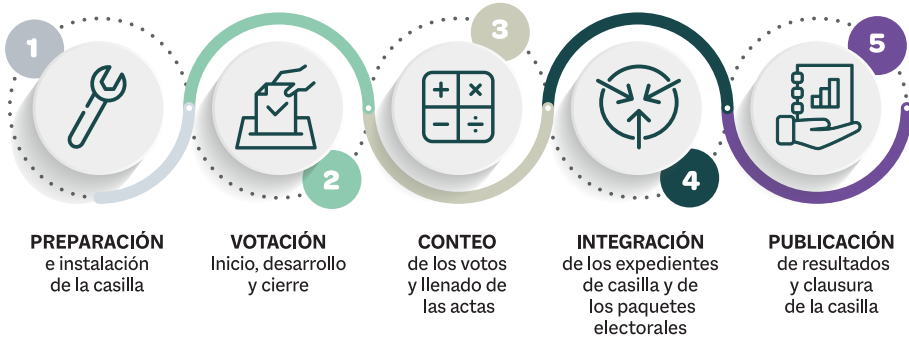 1
PREPARACIÓN
e instalación
de la casilla
2
VOTACIÓN
Inicio, desarrollo
y cierre
3
CONTEO
de los votos
y llenado de
las actas
4
INTEGRACIÓN
de los expedientes
de casilla y de
los paquetes
electorales
5
PUBLICACIÓN
de resultados
y clausura
de la casilla